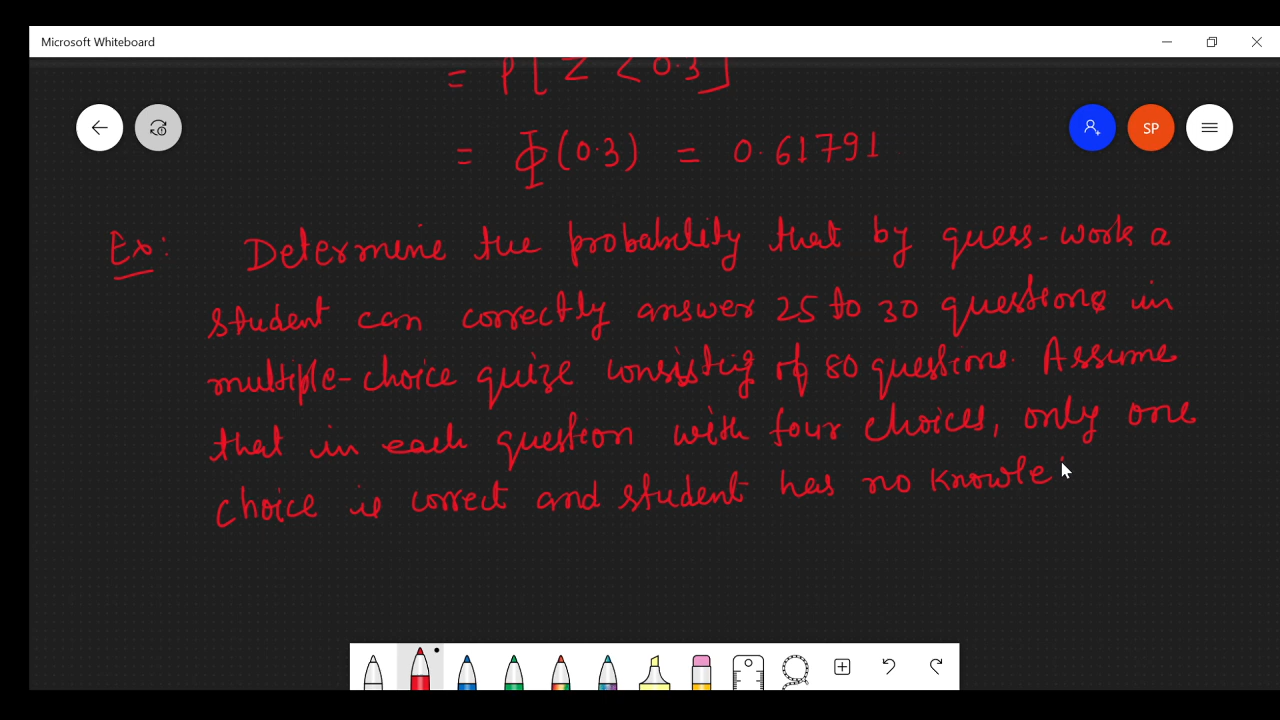 Microsoft Whiteboard
= P[Z < 0.3]
= Φ(0.3) = 0.61791
SP
Ex: Determine the probability that by guess-work a
student can correctly answer 25 to 30 questions in
multiple-choice quize consistig of 80 questions. Assume
that in each question with four choices, only one
choice is correct and student has no knowle